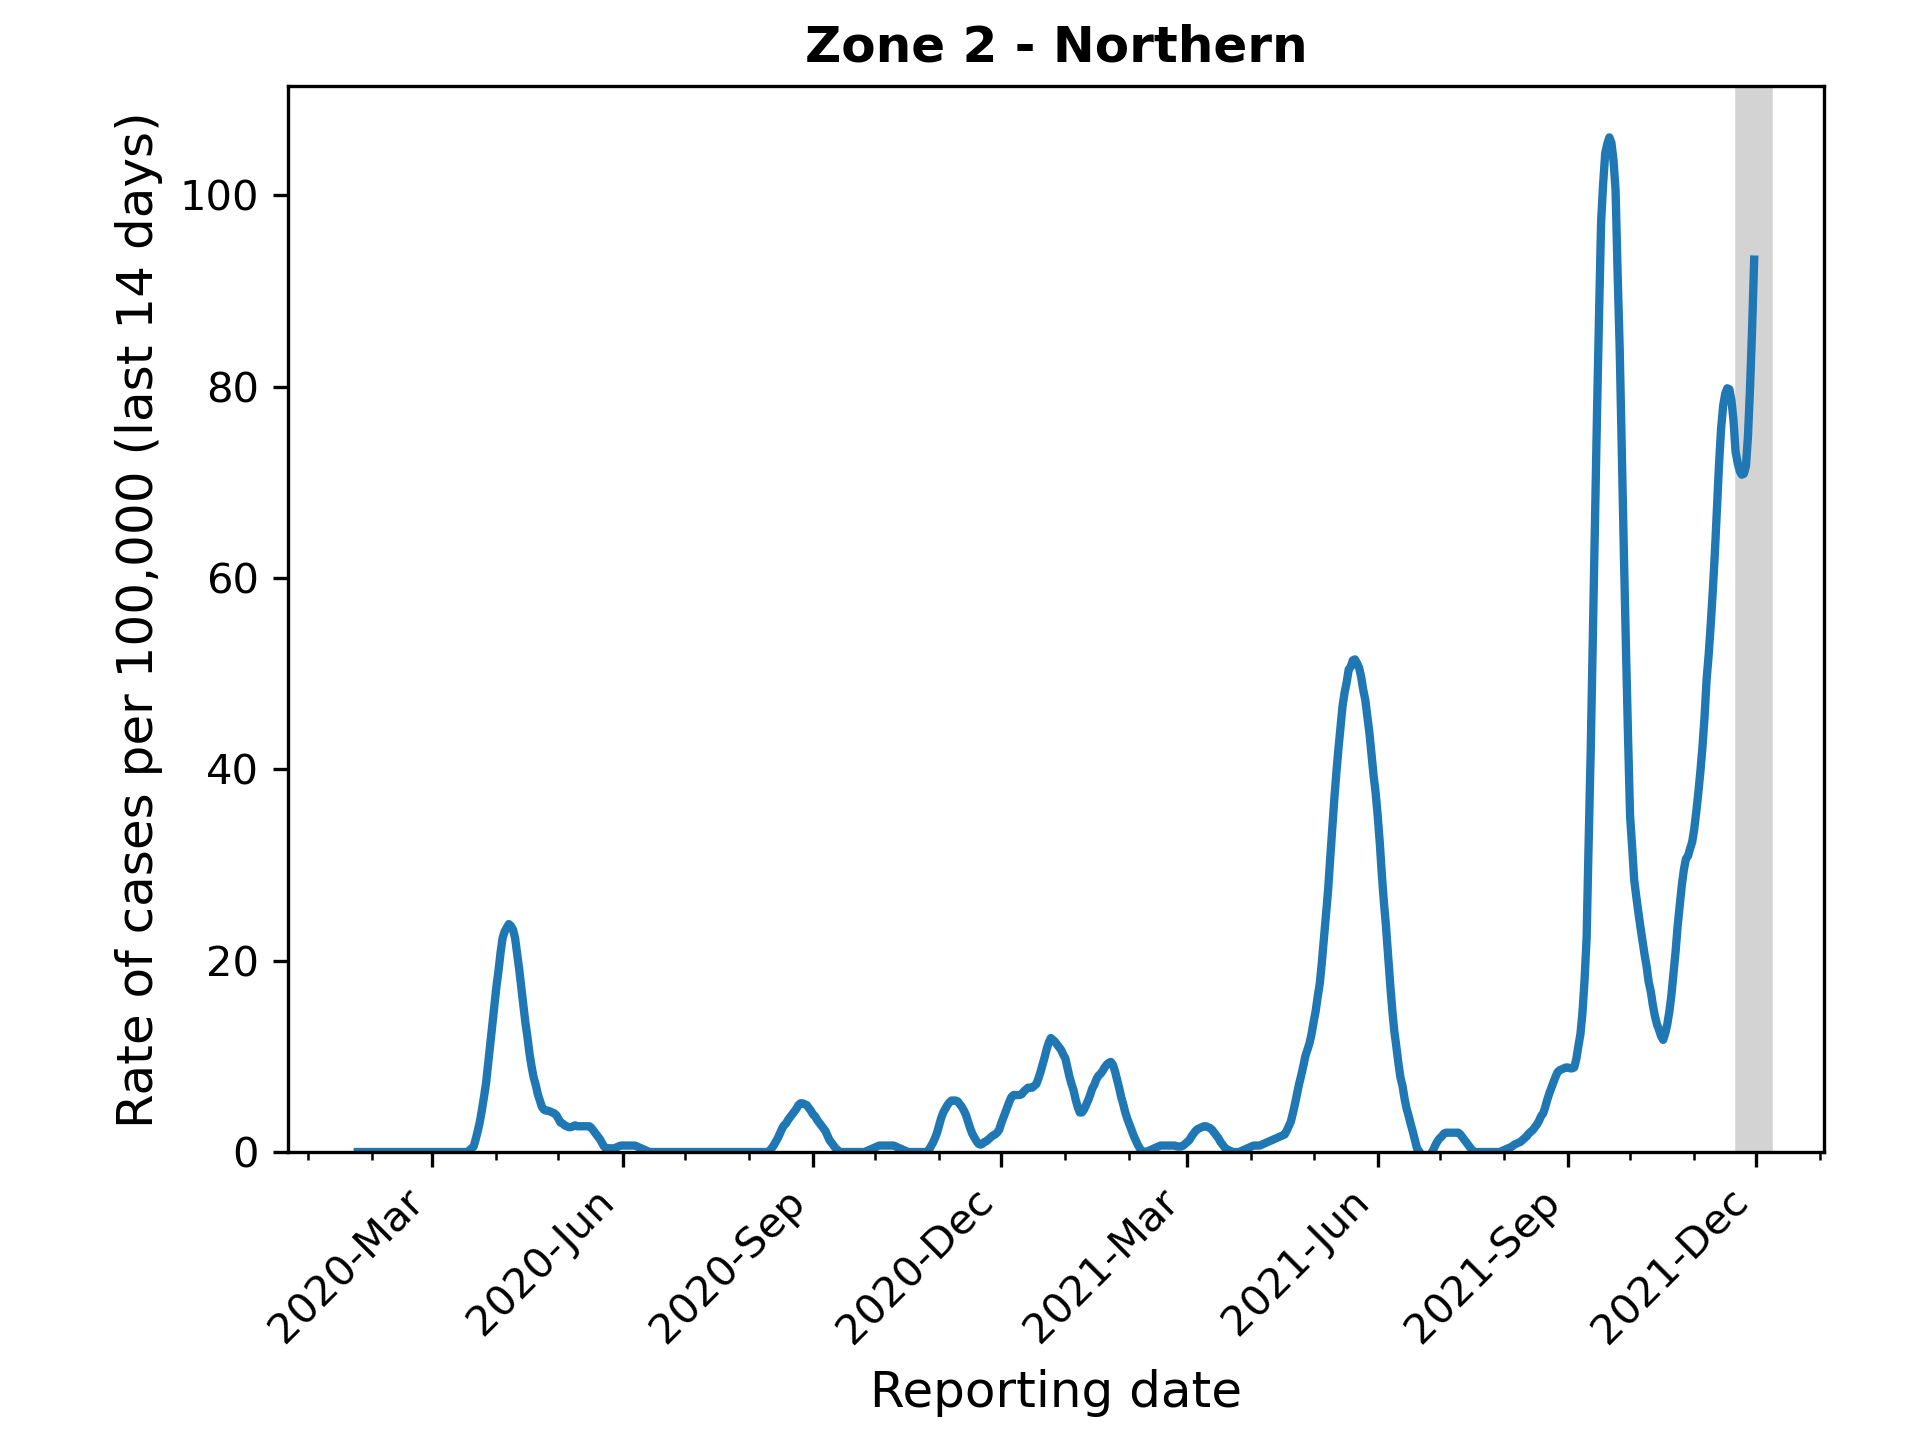 Zone 2 - Northern
Rate of cases per 100,000 (last 14 days)
100
80
60
40
20
0
2020-Mar
2020-Jun
2020-Sep
2020-Dec
2021-Mar
2021-Jun
2021-Sep
2021-Dec
Reporting date